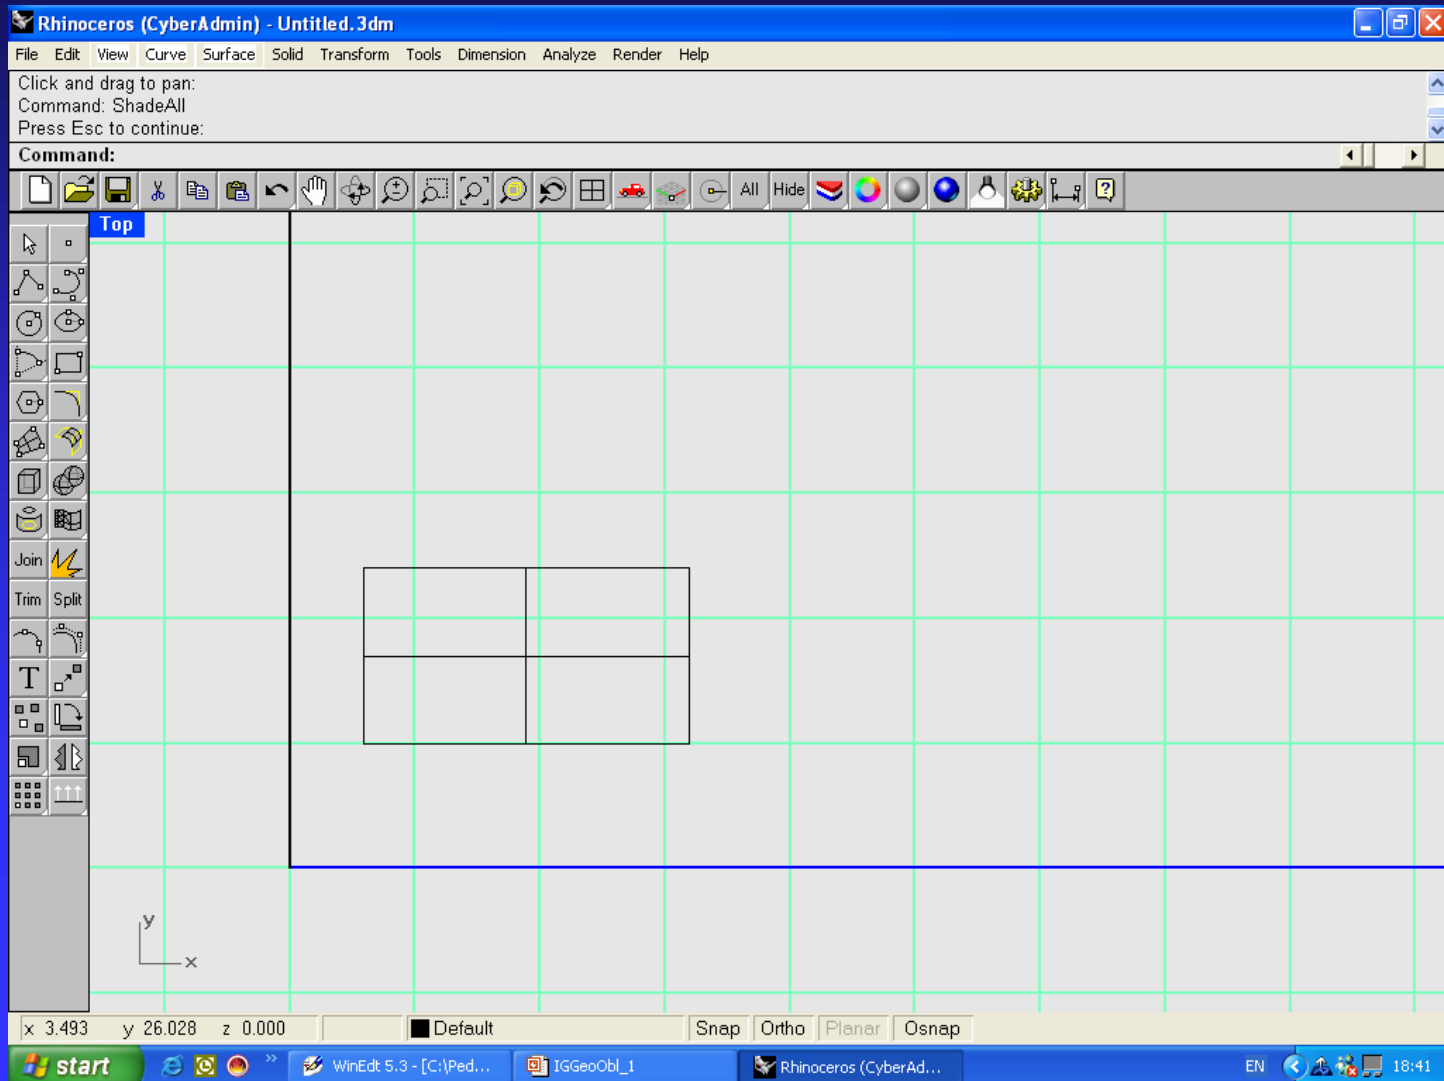 Rhinoceros (CyberAdmin) - Untitled.3dm
File Edit View Curve Surface Solid Transform Tools Dimension Analyze Render Help
Click and drag to pan:
Command: ShadeAll
Press Esc to continue:
Command:
All Hide
Top
Join
Trim Split
T
y
x
x 3.493 y 26.028 z 0.000 Default Snap Ortho Planar Osnap
start » WinEdt 5.3 - [C:\Ped... IGGeoObl_1 Rhinoceros (CyberAd... EN 18:41